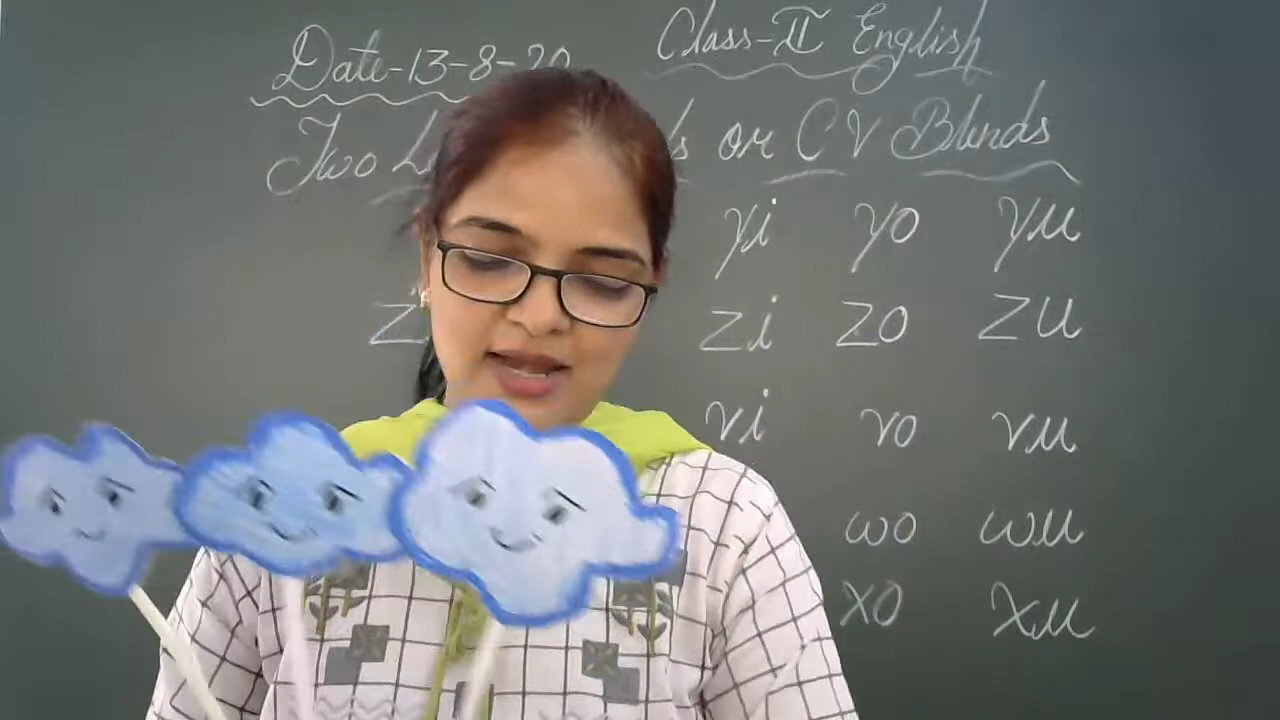 Date-13-8-20 Class-II English
Two or CV Blends
yi yo yu
zi zo zu
vi vo vu
wo wu
xo xu